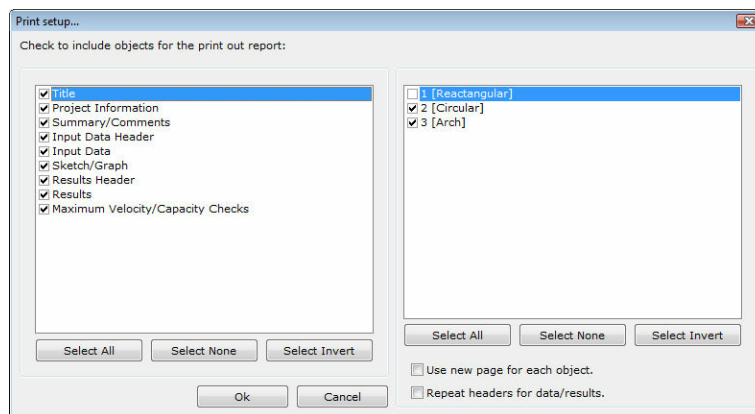 Print setup...
Check to include objects for the print out report:
Title
Project Information
Summary/Comments
Input Data Header
Input Data
Sketch/Graph
Results Header
Results
Maximum Velocity/Capacity Checks
Select All
Select None
Select Invert
1 [Reactangular]
2 [Circular]
3 [Arch]
Select All
Select None
Select Invert
Use new page for each object.
Repeat headers for data/results.
Ok
Cancel